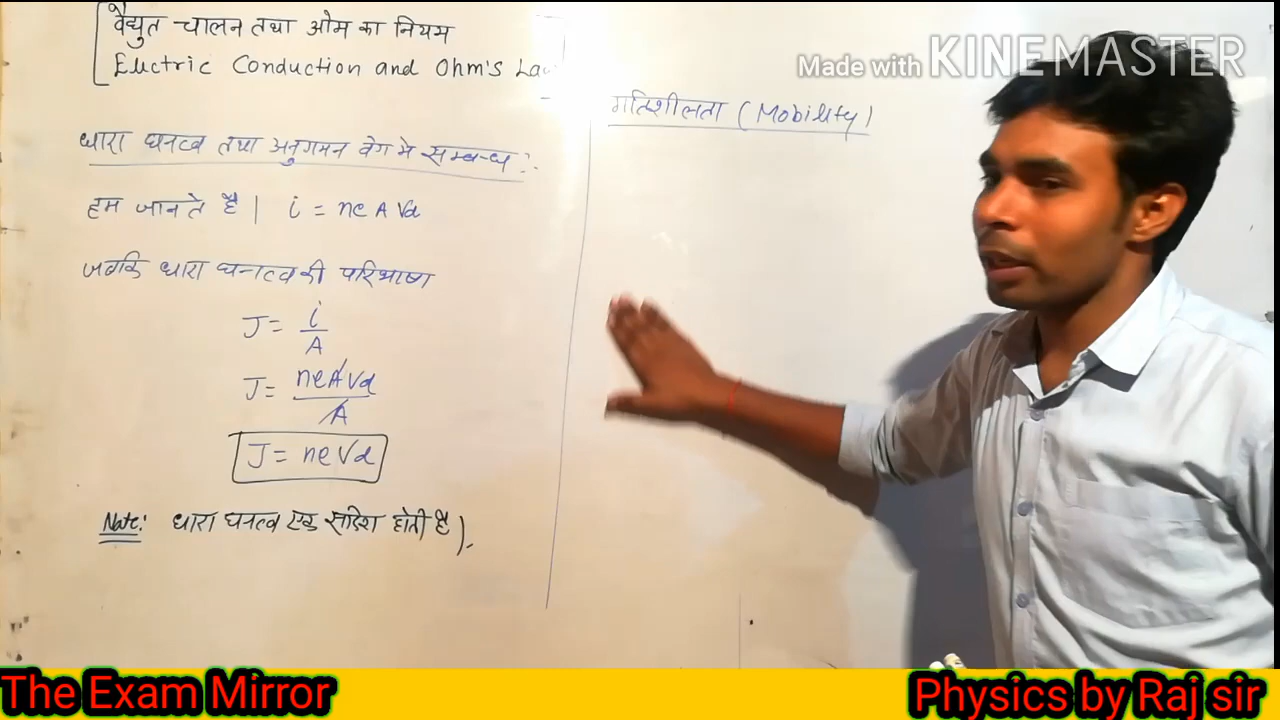 वैद्युत चालन तथा ओम का नियम
Electric Conduction and Ohm's La
धारा घनत्व तथा अनुगमन वेग मे सम्बन्ध :-
हम जानते है | i = neAVd
जबकि धारा घनत्व की परिभाषा
J = i/A
J = neAVd/A
J = neVd
Note: धारा घनत्व एक सदिश होती है |
गतिशीलता (Mobility)
Made with KINEMASTER
The Exam Mirror
Physics by Raj sir